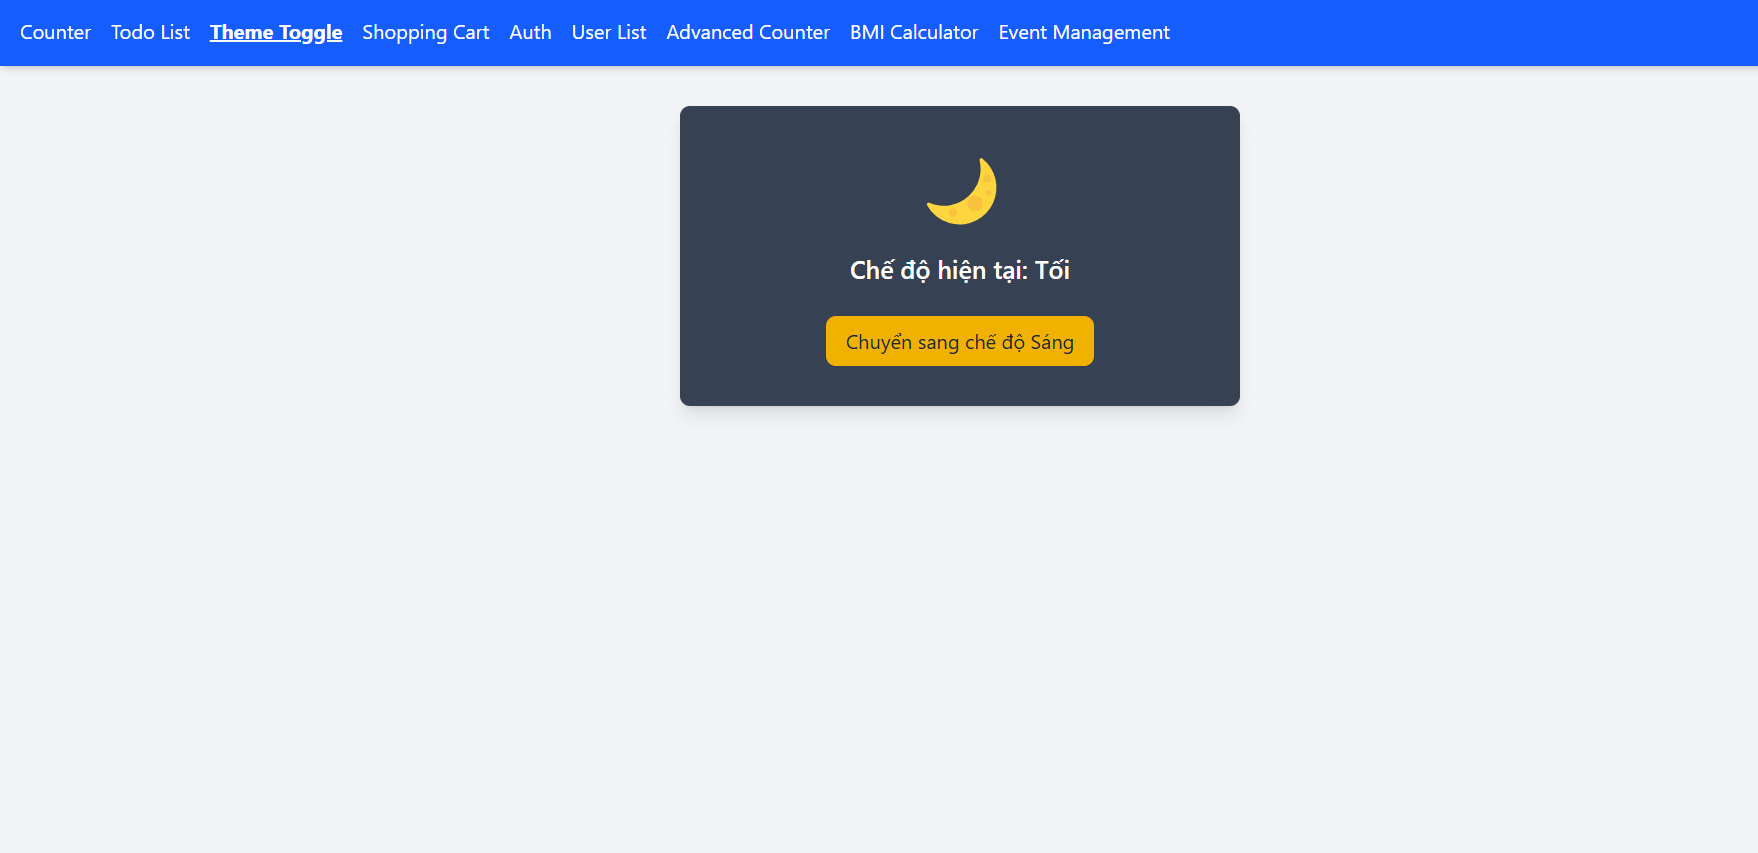 Counter Todo List Theme Toggle Shopping Cart Auth User List Advanced Counter BMI Calculator Event Management
Chế độ hiện tại: Tối
Chuyển sang chế độ Sáng